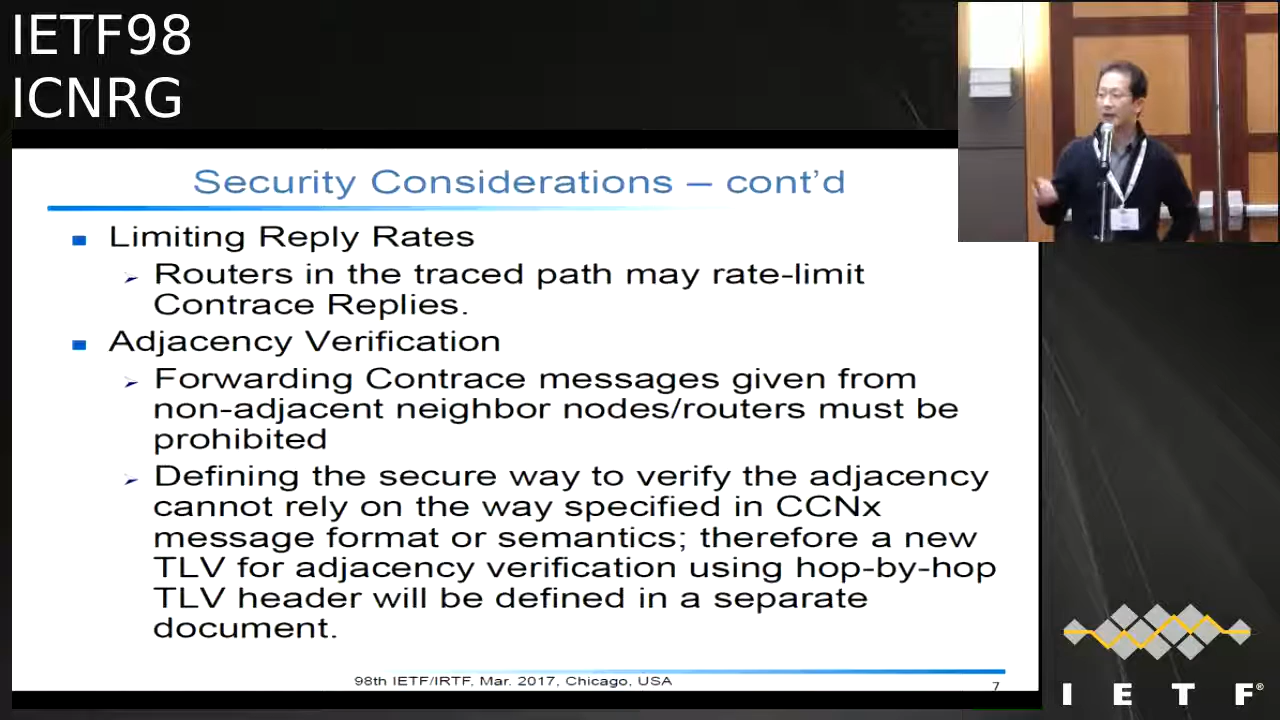 IETF98
ICNRG
Security Considerations – cont'd
Limiting Reply Rates
Routers in the traced path may rate-limit
Contrace Replies.
Adjacency Verification
Forwarding Contrace messages given from
non-adjacent neighbor nodes/routers must be
prohibited
Defining the secure way to verify the adjacency
cannot rely on the way specified in CCNx
message format or semantics; therefore a new
TLV for adjacency verification using hop-by-hop
TLV header will be defined in a separate
document.
98th IETF/IRTF, Mar. 2017, Chicago, USA
7
I E T F®